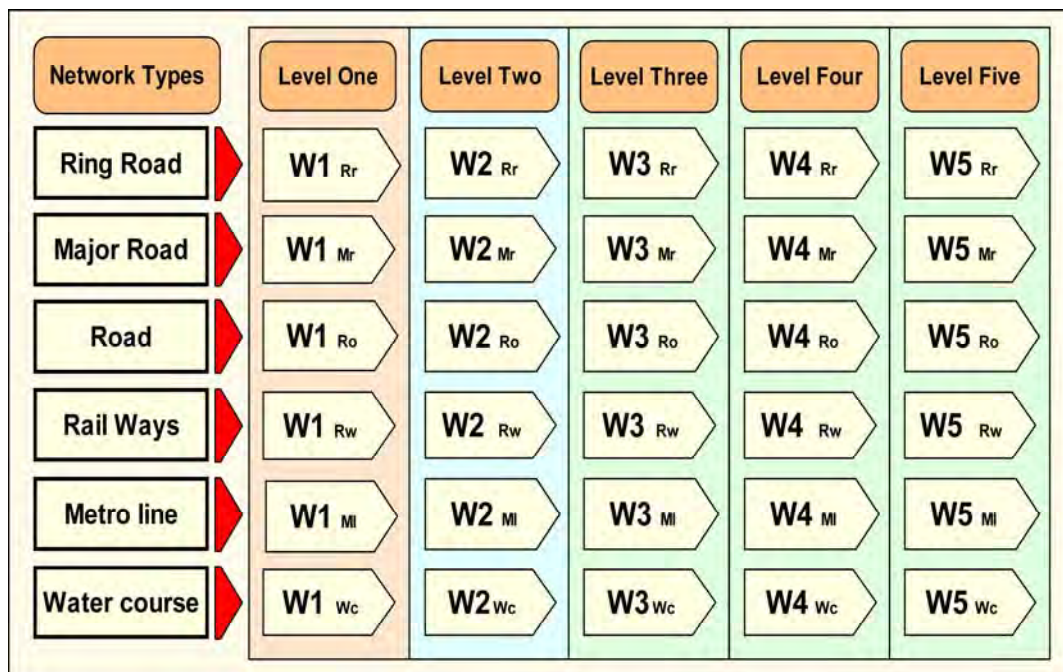 Network Types Level One Level Two Level Three Level Four Level Five
Ring Road W1 Rr W2 Rr W3 Rr W4 Rr W5 Rr
Major Road W1 Mr W2 Mr W3 Mr W4 Mr W5 Mr
Road W1 Ro W2 Ro W3 Ro W4 Ro W5 Ro
Rail Ways W1 Rw W2 Rw W3 Rw W4 Rw W5 Rw
Metro line W1 Ml W2 Ml W3 Ml W4 Ml W5 Ml
Water course W1 Wc W2 Wc W3 Wc W4 Wc W5 Wc